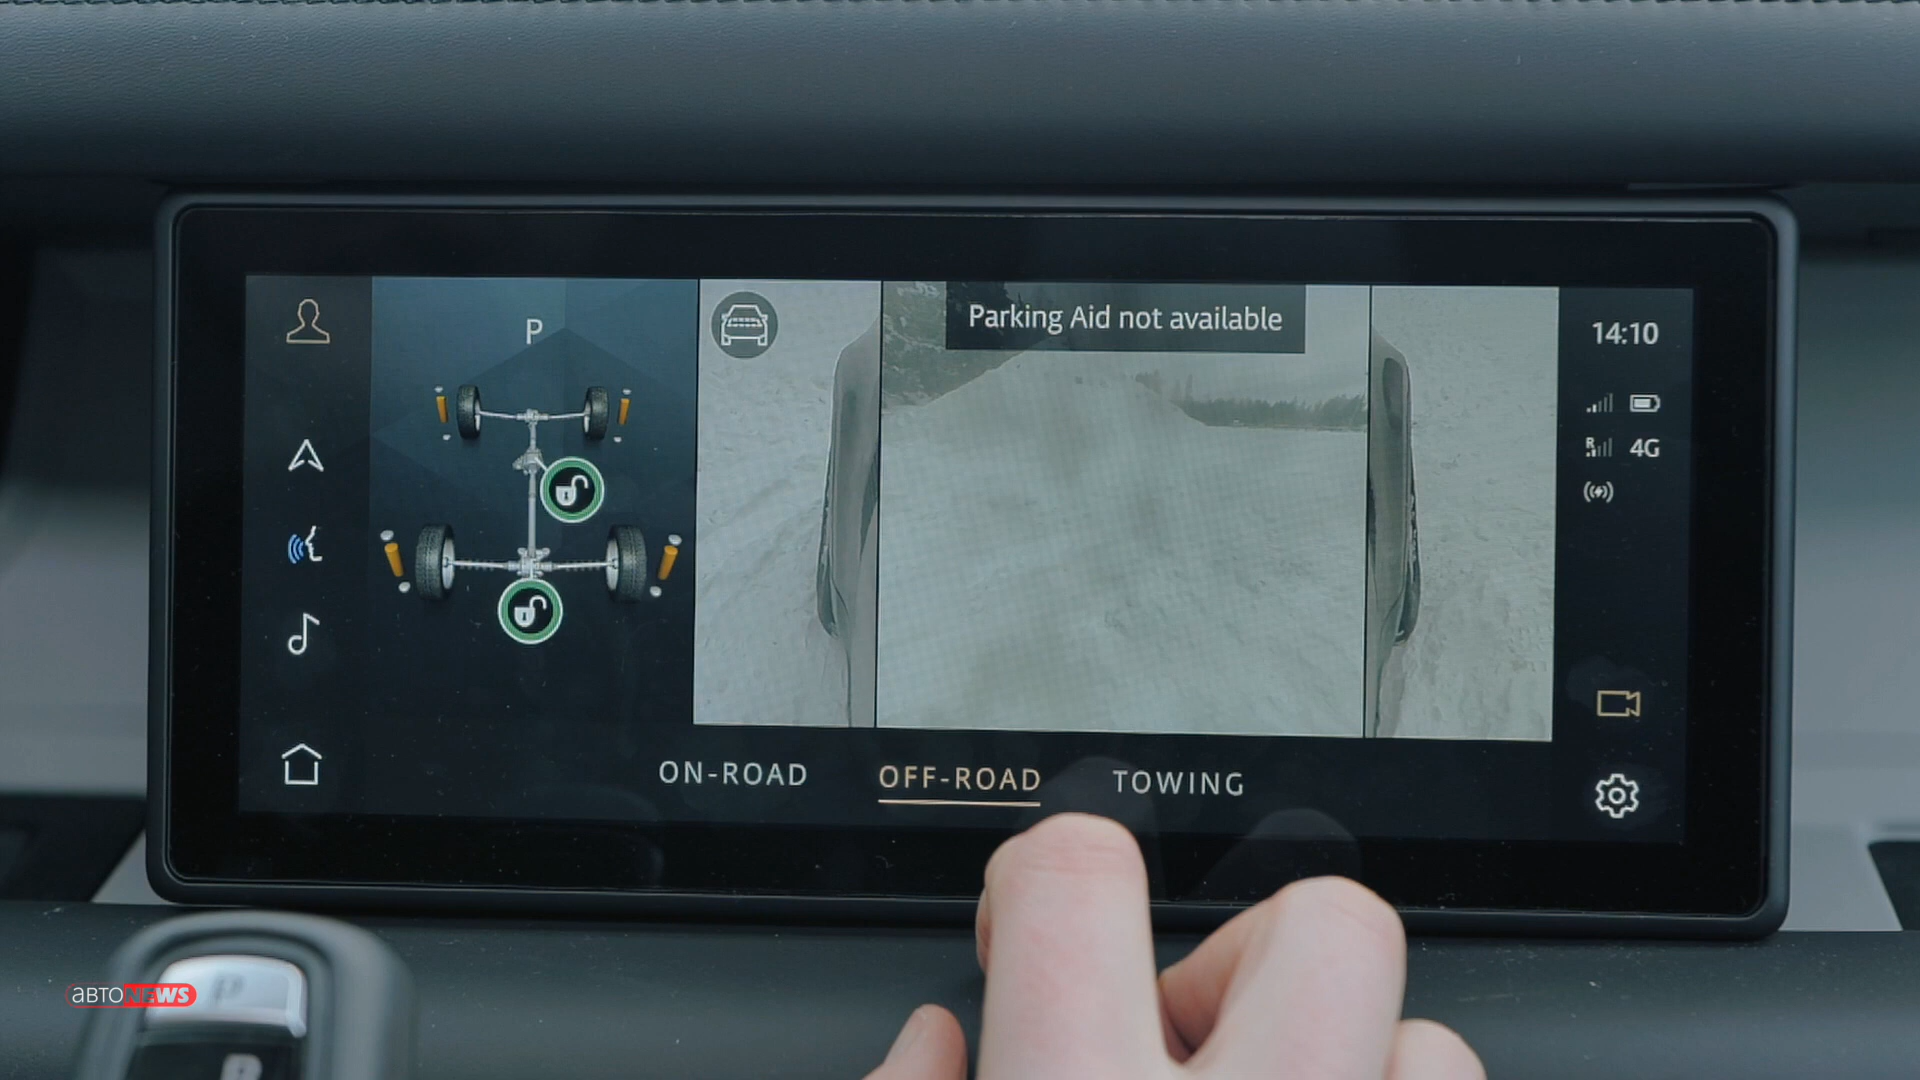 P
Parking Aid not available
14:10
R
4G
ON-ROAD
OFF-ROAD
TOWING
автоNEWS
P